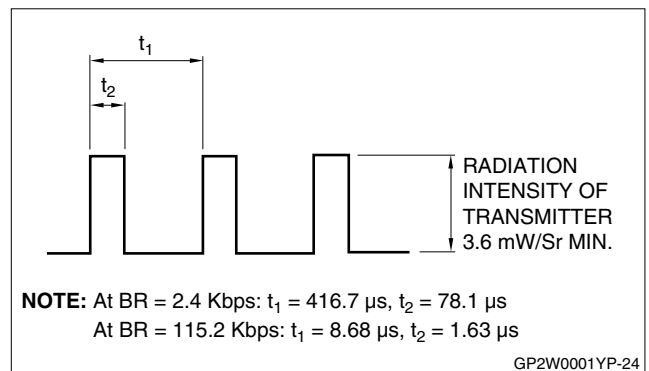 t₁
t₂
RADIATION
INTENSITY OF
TRANSMITTER
3.6 mW/Sr MIN.
NOTE: At BR = 2.4 Kbps: t₁ = 416.7 µs, t₂ = 78.1 µs
At BR = 115.2 Kbps: t₁ = 8.68 µs, t₂ = 1.63 µs
GP2W0001YP-24